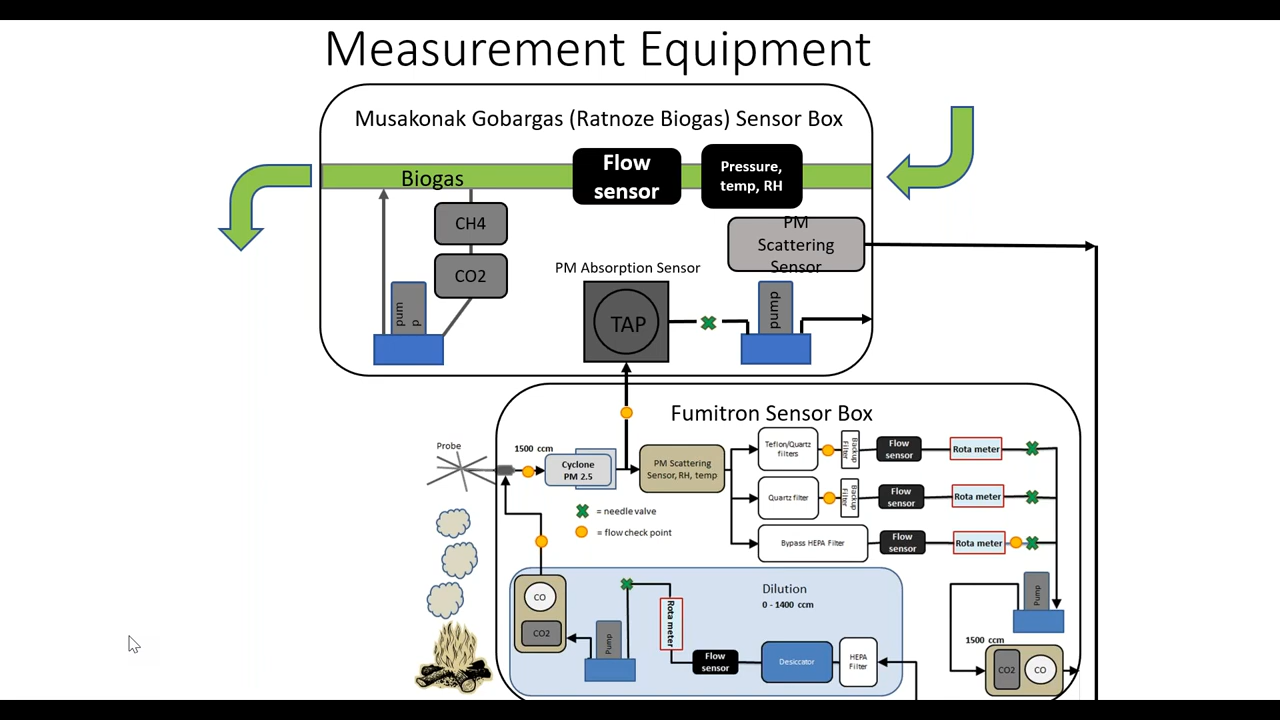 Measurement Equipment
Musakonak Gobargas (Ratnoze Biogas) Sensor Box
Biogas
Flow
sensor
Pressure,
temp, RH
CH4
CO2
PM
Scattering
Sensor
PM Absorption Sensor
pum
p
TAP
pump
Fumitron Sensor Box
Probe
1500 ccm
Cyclone
PM 2.5
PM Scattering
Sensor, RH, temp
Teflon/Quartz
filters
Backup
Filter
Flow
sensor
Rota meter
Quartz filter
Backup
Filter
Flow
sensor
Rota meter
= needle valve
= flow check point
Bypass HEPA Filter
Flow
sensor
Rota meter
Dilution
0 - 1400 ccm
CO
CO2
Pump
Rota meter
Flow
sensor
Desiccator
HEPA
Filter
Pump
1500 ccm
CO2
CO